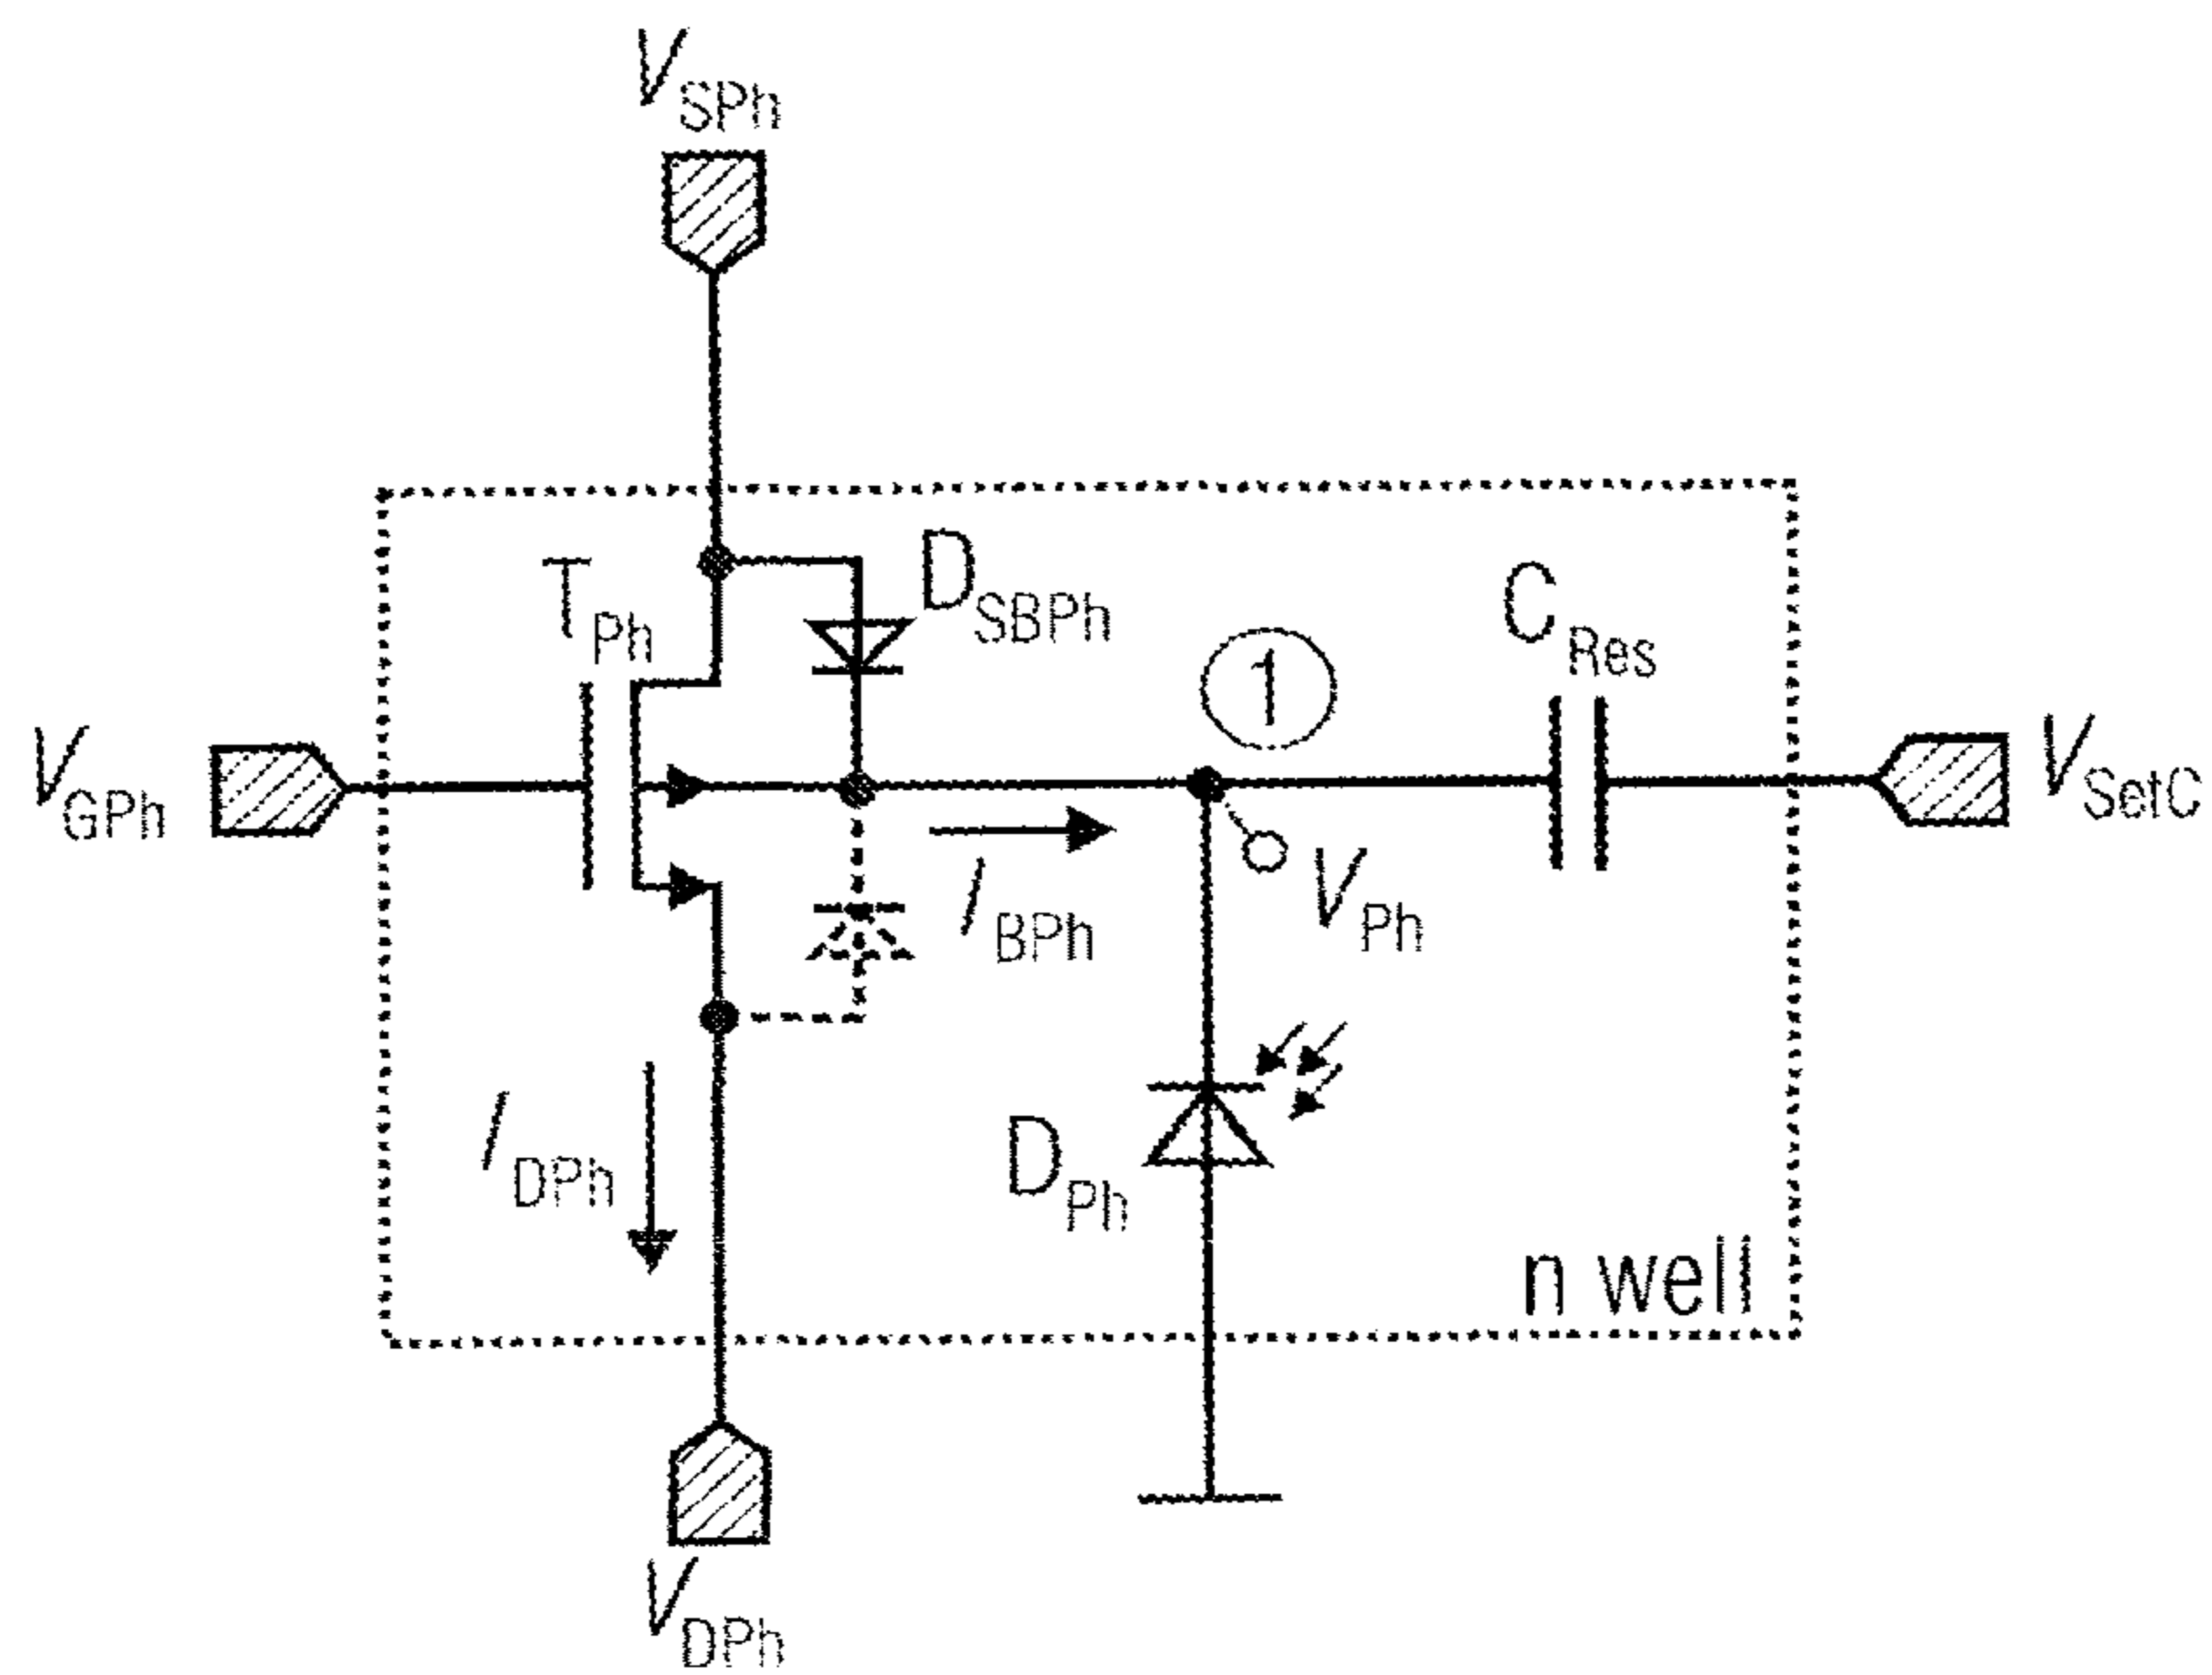 V_SPh
T_Ph
D_SBPh
1
C_Res
V_GPh
V_SetC
I_BPh
V_Ph
I_DPh
D_Ph
n well
V_DPh